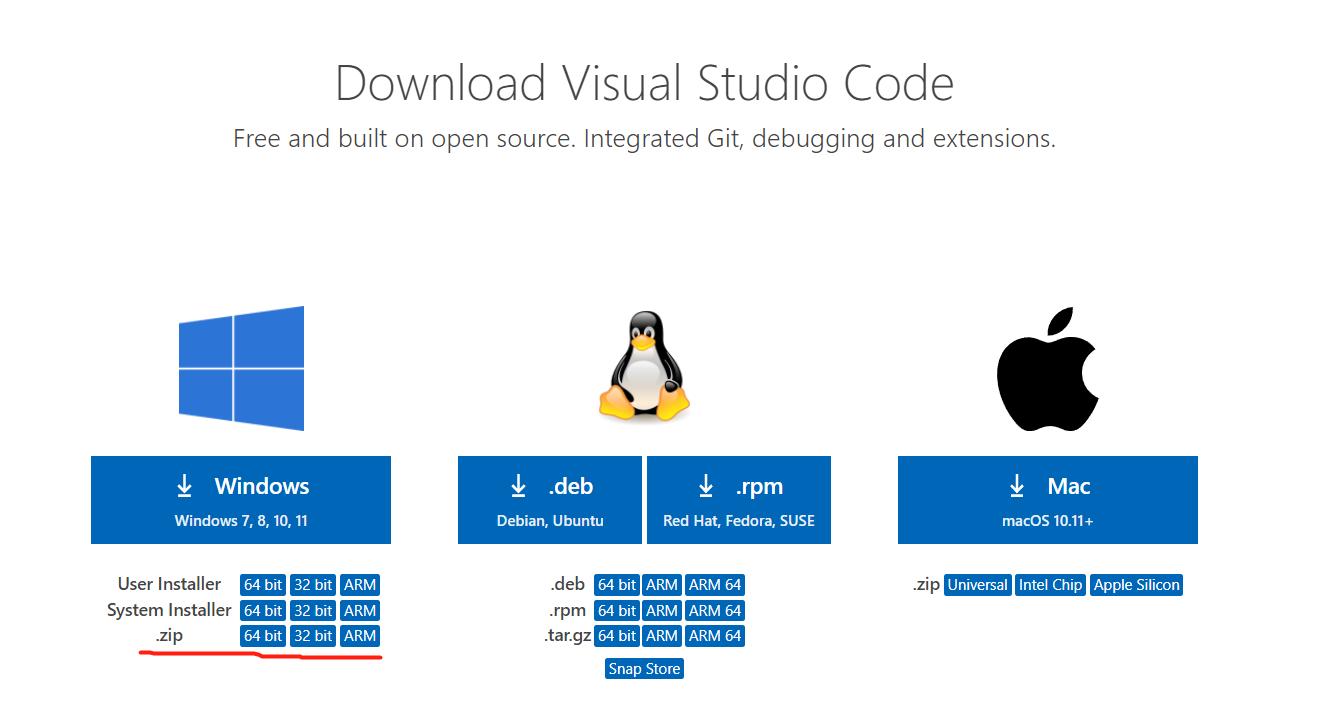 Download Visual Studio Code
Free and built on open source. Integrated Git, debugging and extensions.
Windows
Windows 7, 8, 10, 11
User Installer 64 bit 32 bit ARM
System Installer 64 bit 32 bit ARM
.zip 64 bit 32 bit ARM
.deb
Debian, Ubuntu
.rpm
Red Hat, Fedora, SUSE
.deb 64 bit ARM ARM 64
.rpm 64 bit ARM ARM 64
.tar.gz 64 bit ARM ARM 64
Snap Store
Mac
macOS 10.11+
.zip Universal Intel Chip Apple Silicon